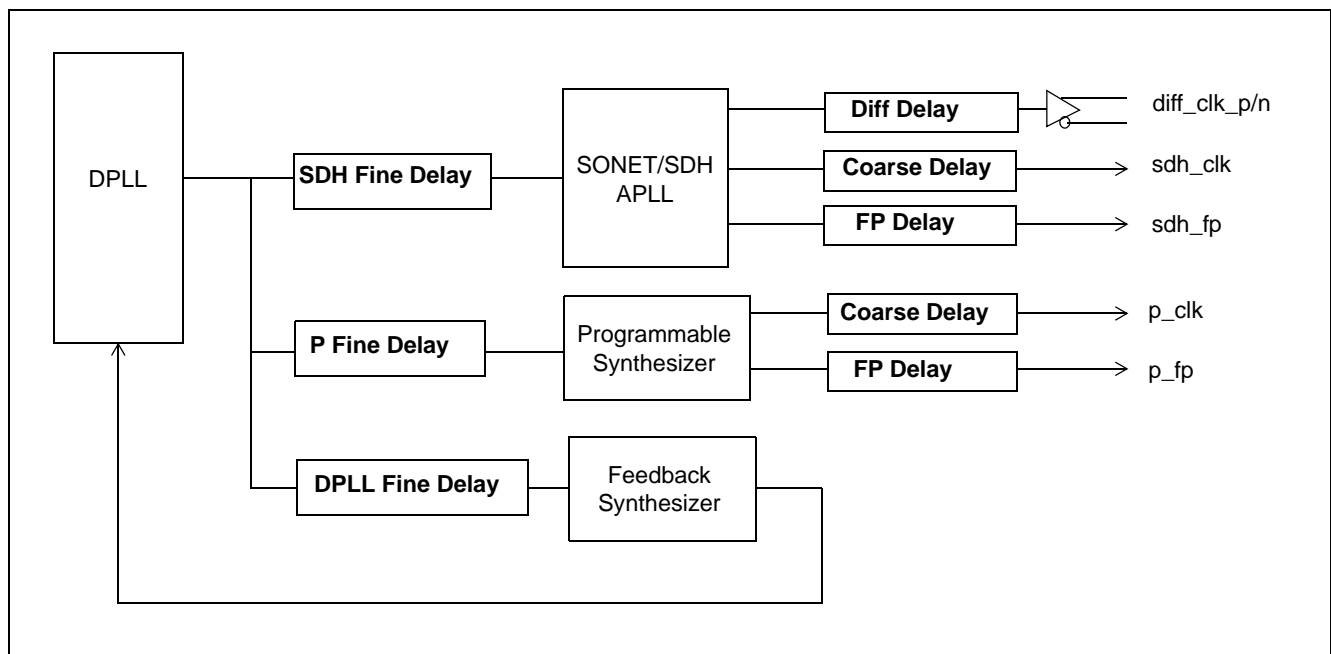 DPLL
SDH Fine Delay
SONET/SDH
APLL
Diff Delay
diff_clk_p/n
Coarse Delay
sdh_clk
FP Delay
sdh_fp
P Fine Delay
Programmable
Synthesizer
Coarse Delay
p_clk
FP Delay
p_fp
DPLL Fine Delay
Feedback
Synthesizer